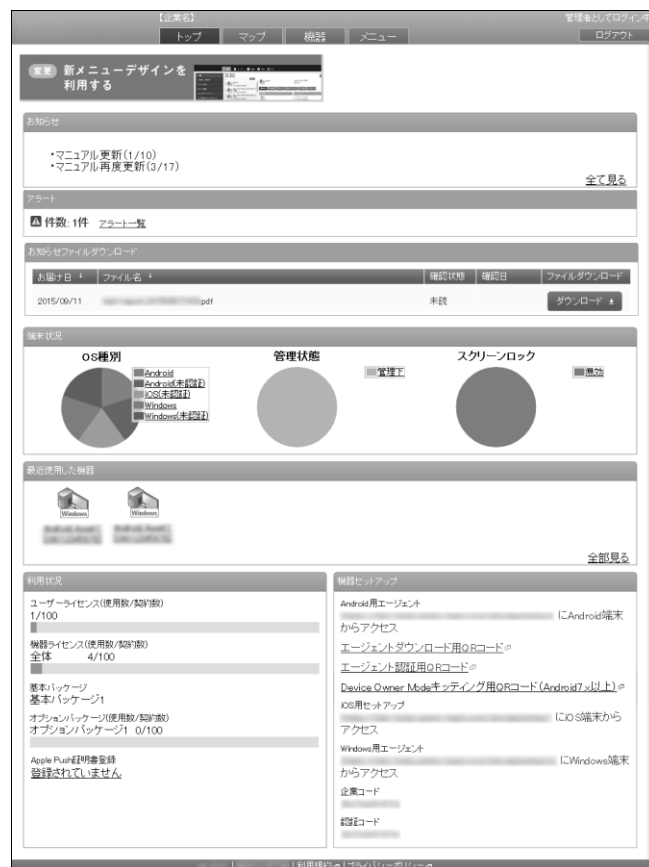 【企業名】
管理者としてログイン中
トップ マップ 機器 メニュー
ログアウト
変更 新メニューデザインを
利用する
お知らせ
・マニュアル更新(1/10)
・マニュアル再度更新(3/17)
全て見る
アラート
件数: 1件 アラート一覧
お知らせファイルダウンロード
お届け日 ファイル名 確認状態 確認日 ファイルダウンロード
2015/09/11 pdf 未読 ダウンロード
端末状況
OS種別
Android
Android(未認証)
iOS(未認証)
Windows
Windows(未認証)
管理状態
管理下
スクリーンロック
無効
最近使用した機器
Windows Windows
全部見る
利用状況
ユーザーライセンス(使用数/契約数)
1/100
機器ライセンス(使用数/契約数)
全体 4/100
基本パッケージ
基本パッケージ1
オプションパッケージ(使用数/契約数)
オプションパッケージ1 0/100
Apple Push証明書登録
登録されていません
機器セットアップ
Android用エージェント
にAndroid端末
からアクセス
エージェントダウンロード用QRコード
エージェント認証用QRコード
Device Owner Modeキッティング用QRコード(Android7.x以上)
iOS用セットアップ
にiOS端末から
アクセス
Windows用エージェント
にWindows端末
からアクセス
企業コード
認証コード
利用規約 | プライバシーポリシー